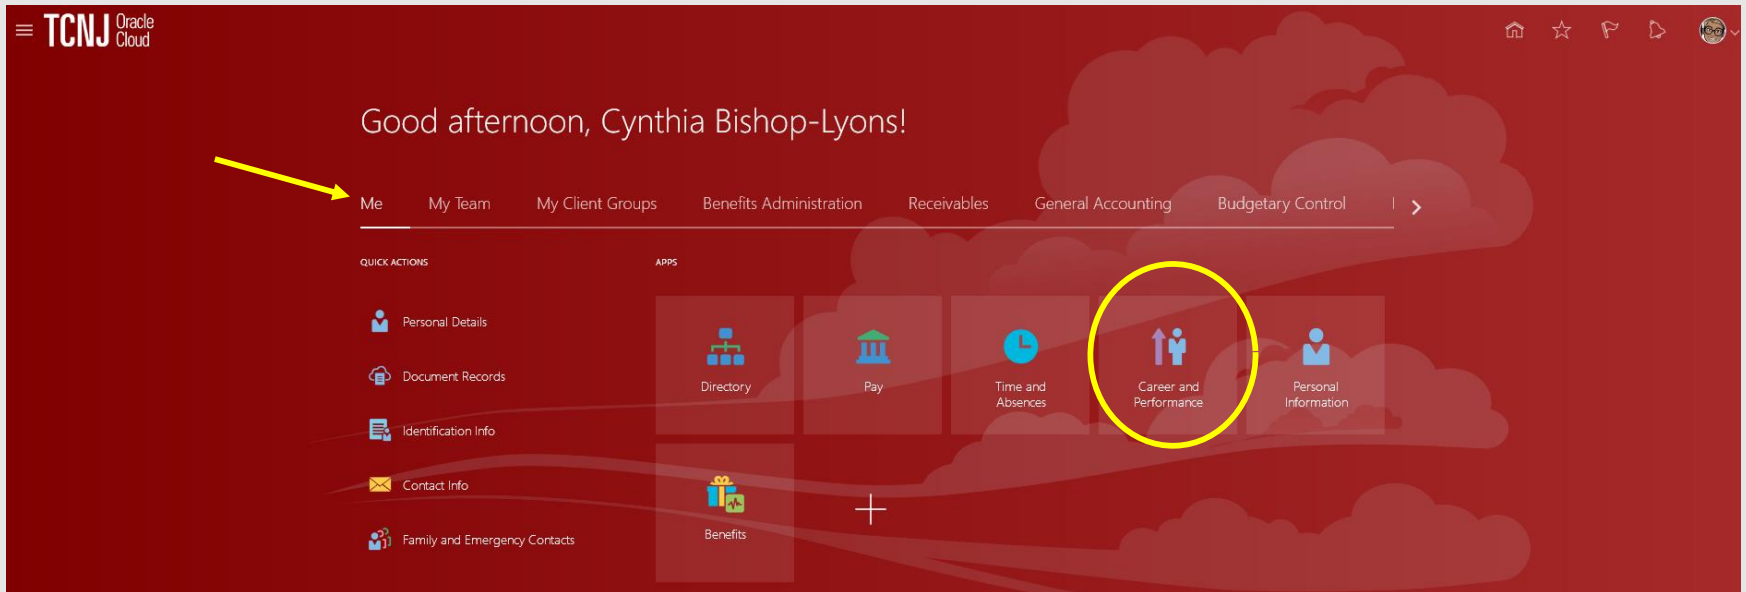 TCNJ Oracle Cloud
Good afternoon, Cynthia Bishop-Lyons!
Me My Team My Client Groups Benefits Administration Receivables General Accounting Budgetary Control
QUICK ACTIONS
Personal Details
Document Records
Identification Info
Contact Info
Family and Emergency Contacts
APPS
Directory
Pay
Time and
Absences
Career and
Performance
Personal
Information
Benefits